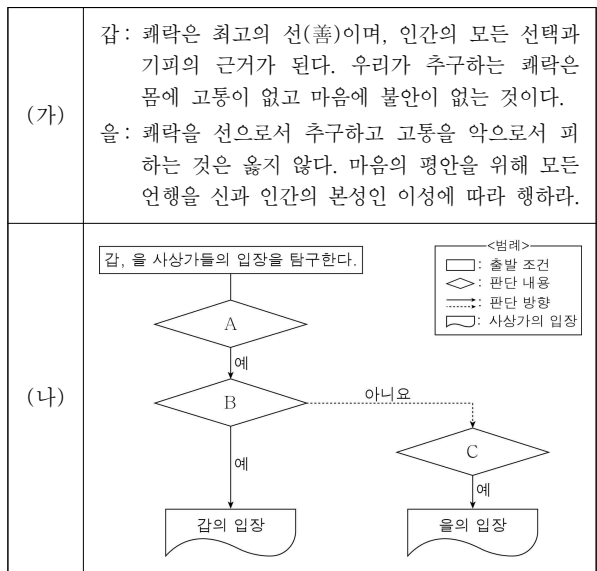 (가)
갑: 쾌락은 최고의 선(善)이며, 인간의 모든 선택과
기피의 근거가 된다. 우리가 추구하는 쾌락은
몸에 고통이 없고 마음에 불안이 없는 것이다.
을: 쾌락을 선으로서 추구하고 고통을 악으로서 피
하는 것은 옳지 않다. 마음의 평안을 위해 모든
언행을 신과 인간의 본성인 이성에 따라 행하라.
(나)
갑, 을 사상가들의 입장을 탐구한다.
<범례>
: 출발 조건
: 판단 내용
: 판단 방향
: 사상가의 입장
A
예
B
아니요
C
예
예
갑의 입장
을의 입장